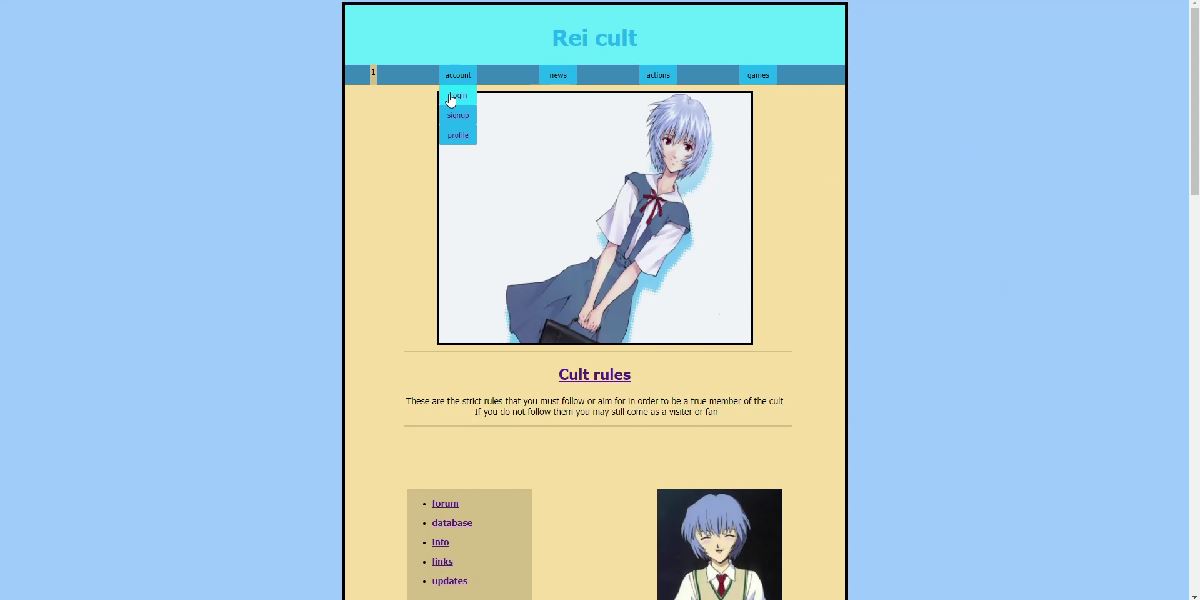 Rei cult
1
account
news
actions
games
login
signup
profile
Cult rules
These are the strict rules that you must follow or aim for in order to be a true member of the cult
If you do not follow them you may still come as a visiter or fan
forum
database
info
links
updates